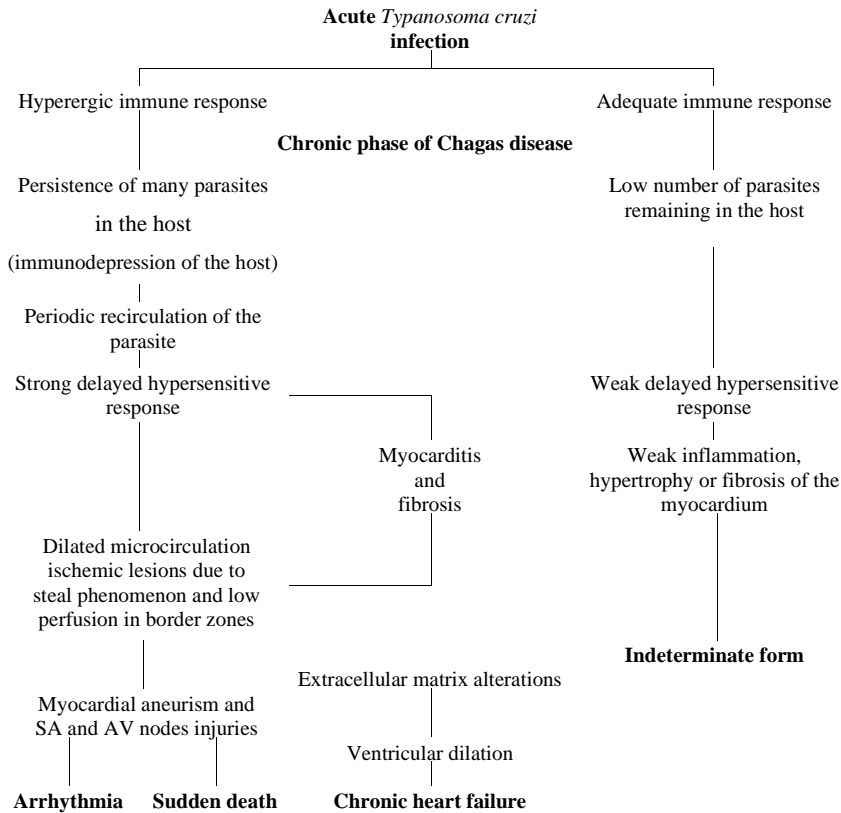 Acute Typanosoma cruzi
infection
Hyperergic immune response
Adequate immune response
Chronic phase of Chagas disease
Persistence of many parasites
in the host
(immunodepression of the host)
Low number of parasites
remaining in the host
Periodic recirculation of the
parasite
Strong delayed hypersensitive
response
Weak delayed hypersensitive
response
Myocarditis
and
fibrosis
Weak inflammation,
hypertrophy or fibrosis of the
myocardium
Dilated microcirculation
ischemic lesions due to
steal phenomenon and low
perfusion in border zones
Indeterminate form
Extracellular matrix alterations
Myocardial aneurism and
SA and AV nodes injuries
Ventricular dilation
Arrhythmia
Sudden death
Chronic heart failure